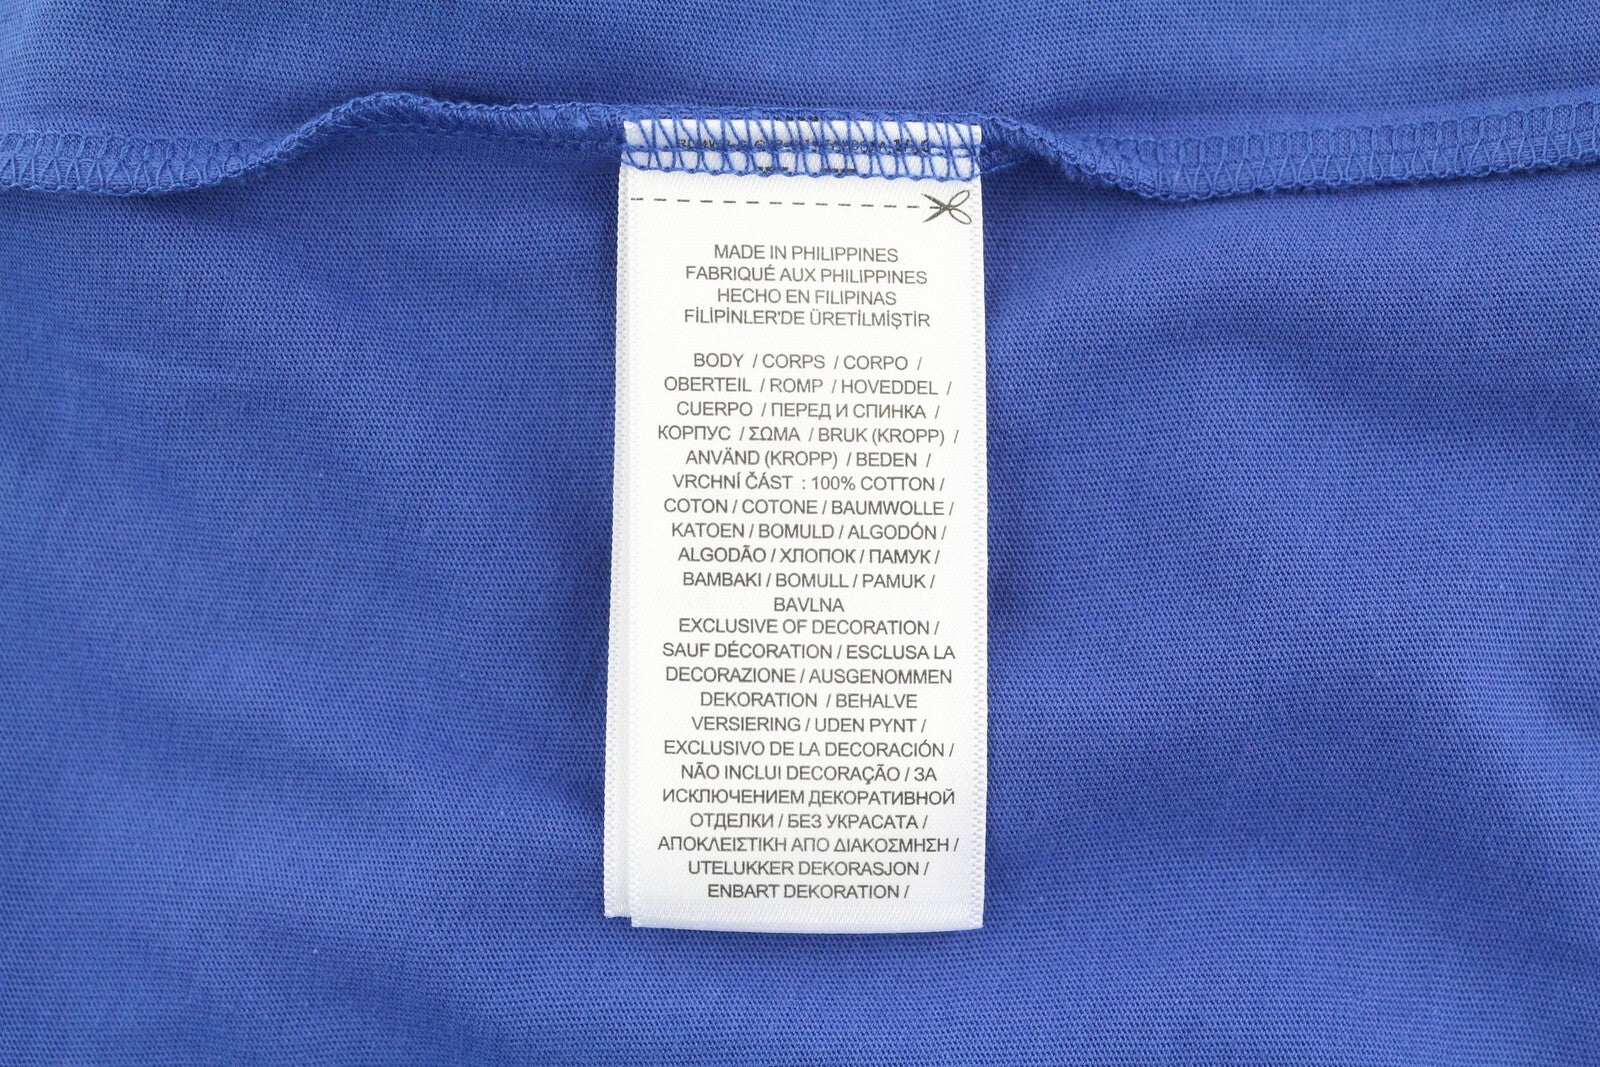 MADE IN PHILIPPINES
FABRIQUÉ AUX PHILIPPINES
HECHO EN FILIPINAS
FİLİPİNLER'DE ÜRETİLMİŞTİR
BODY / CORPS / CORPO /
OBERTEIL / ROMP / HOVEDDEL /
CUERPO / ПЕРЕД И СПИНКА /
КОРПУС / ΣΩΜΑ / BRUK (KROPP) /
ANVÄND (KROPP) / BEDEN /
VRCHNÍ ČÁST : 100% COTTON /
COTON / COTONE / BAUMWOLLE /
KATOEN / BOMULD / ALGODÓN /
ALGODÃO / ХЛОПОК / ПАМУК /
BAMBAKI / BOMULL / PAMUK /
BAVLNA
EXCLUSIVE OF DECORATION /
SAUF DÉCORATION / ESCLUSA LA
DECORAZIONE / AUSGENOMMEN
DEKORATION / BEHALVE
VERSIERING / UDEN PYNT /
EXCLUSIVO DE LA DECORACIÓN /
NÃO INCLUI DECORAÇÃO / ЗА
ИСКЛЮЧЕНИЕМ ДЕКОРАТИВНОЙ
ОТДЕЛКИ / БЕЗ УКРАСАТА /
ΑΠΟΚΛΕΙΣΤΙΚΗ ΑΠΟ ΔΙΑΚΟΣΜΗΣΗ /
UTELUKKER DEKORASJON /
ENBART DEKORATION /